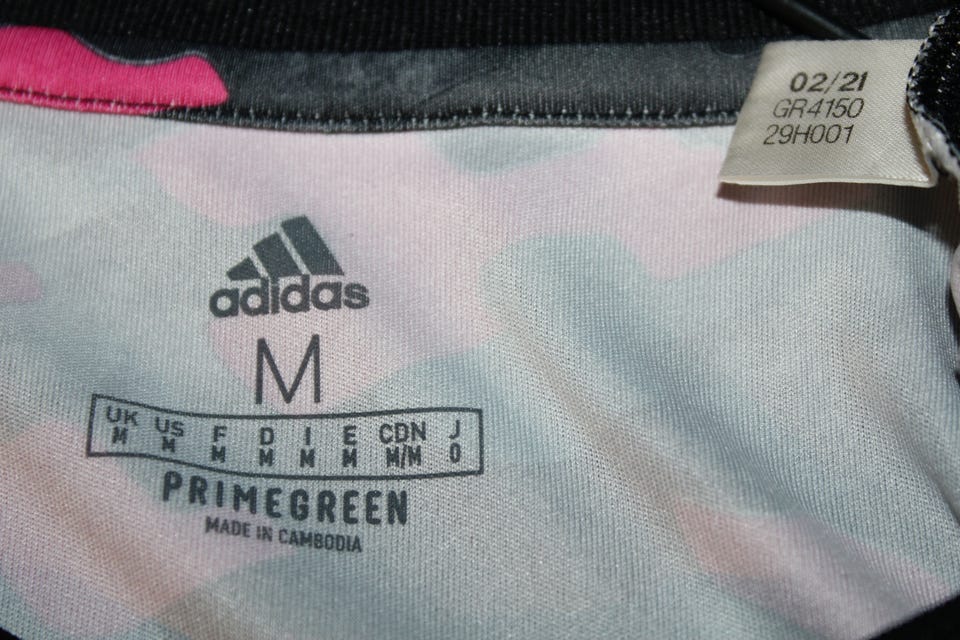 02/21
GR4150
29H001
adidas
M
UK US F D I E CDN J
M M M M M M M/M O
PRIMEGREEN
MADE IN CAMBODIA